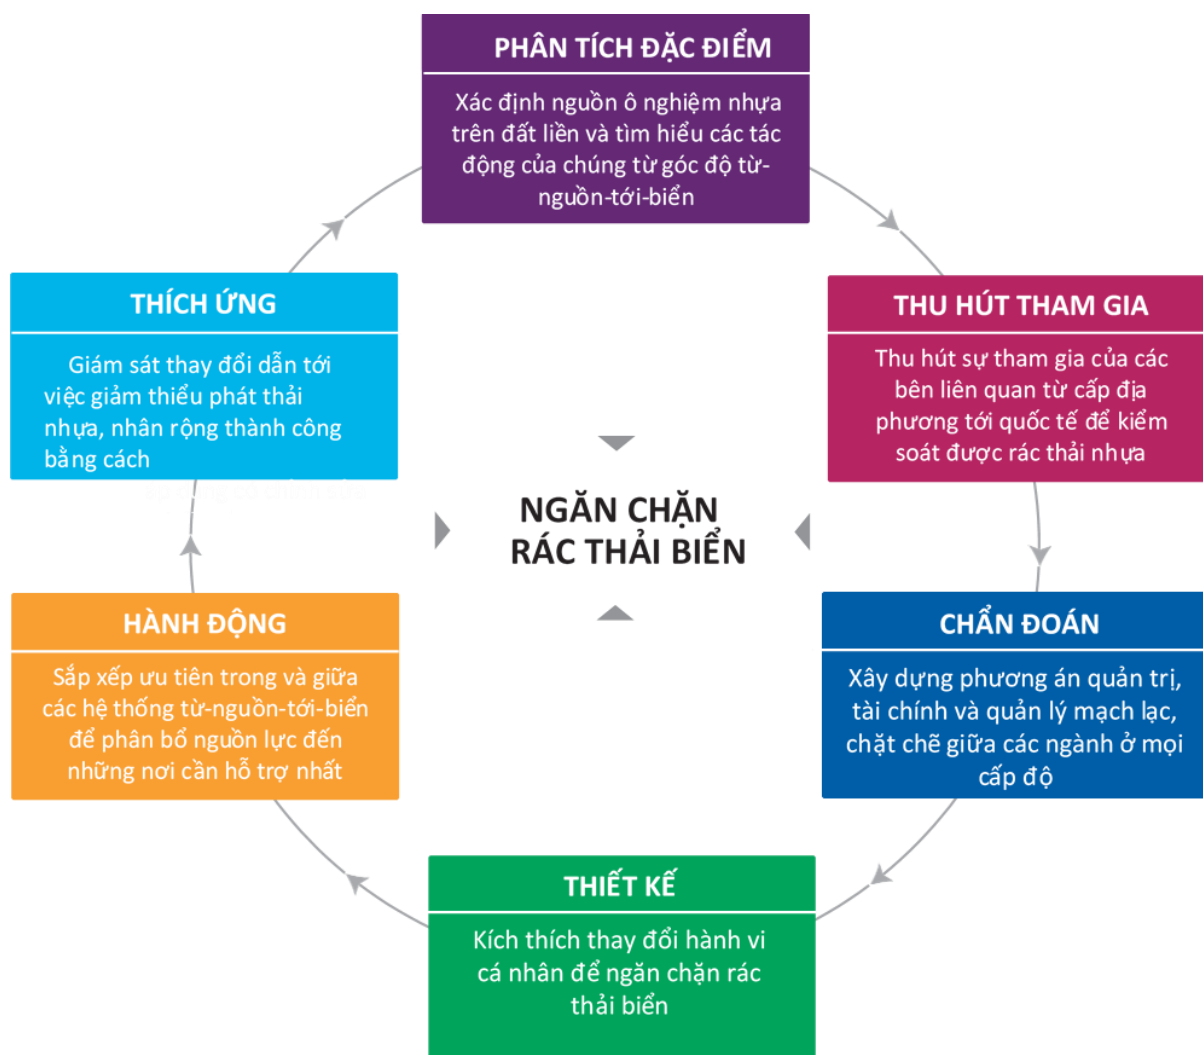 PHÂN TÍCH ĐẶC ĐIỂM
Xác định nguồn ô nghiệm nhựa
trên đất liền và tìm hiểu các tác
động của chúng từ góc độ từ-
nguồn-tới-biển
THU HÚT THAM GIA
Thu hút sự tham gia của các
bên liên quan từ cấp địa
phương tới quốc tế để kiểm
soát được rác thải nhựa
CHẨN ĐOÁN
Xây dựng phương án quản trị,
tài chính và quản lý mạch lạc,
chặt chẽ giữa các ngành ở mọi
cấp độ
THIẾT KẾ
Kích thích thay đổi hành vi
cá nhân để ngăn chặn rác
thải biển
HÀNH ĐỘNG
Sắp xếp ưu tiên trong và giữa
các hệ thống từ-nguồn-tới-biển
để phân bổ nguồn lực đến
những nơi cần hỗ trợ nhất
THÍCH ỨNG
Giám sát thay đổi dẫn tới
việc giảm thiểu phát thải
nhựa, nhân rộng thành công
bằng cách
NGĂN CHẶN
RÁC THẢI BIỂN